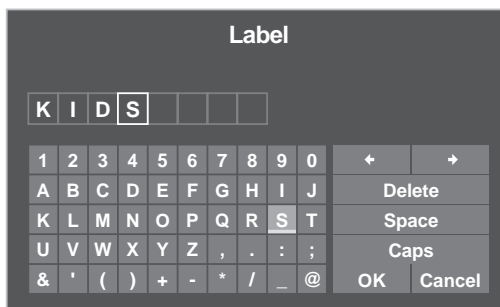 Label
K I D S
1 2 3 4 5 6 7 8 9 0 ← →
A B C D E F G H I J Delete
K L M N O P Q R S T Space
U V W X Y Z , . : ; Caps
& ' ( ) + - * / _ @ OK Cancel